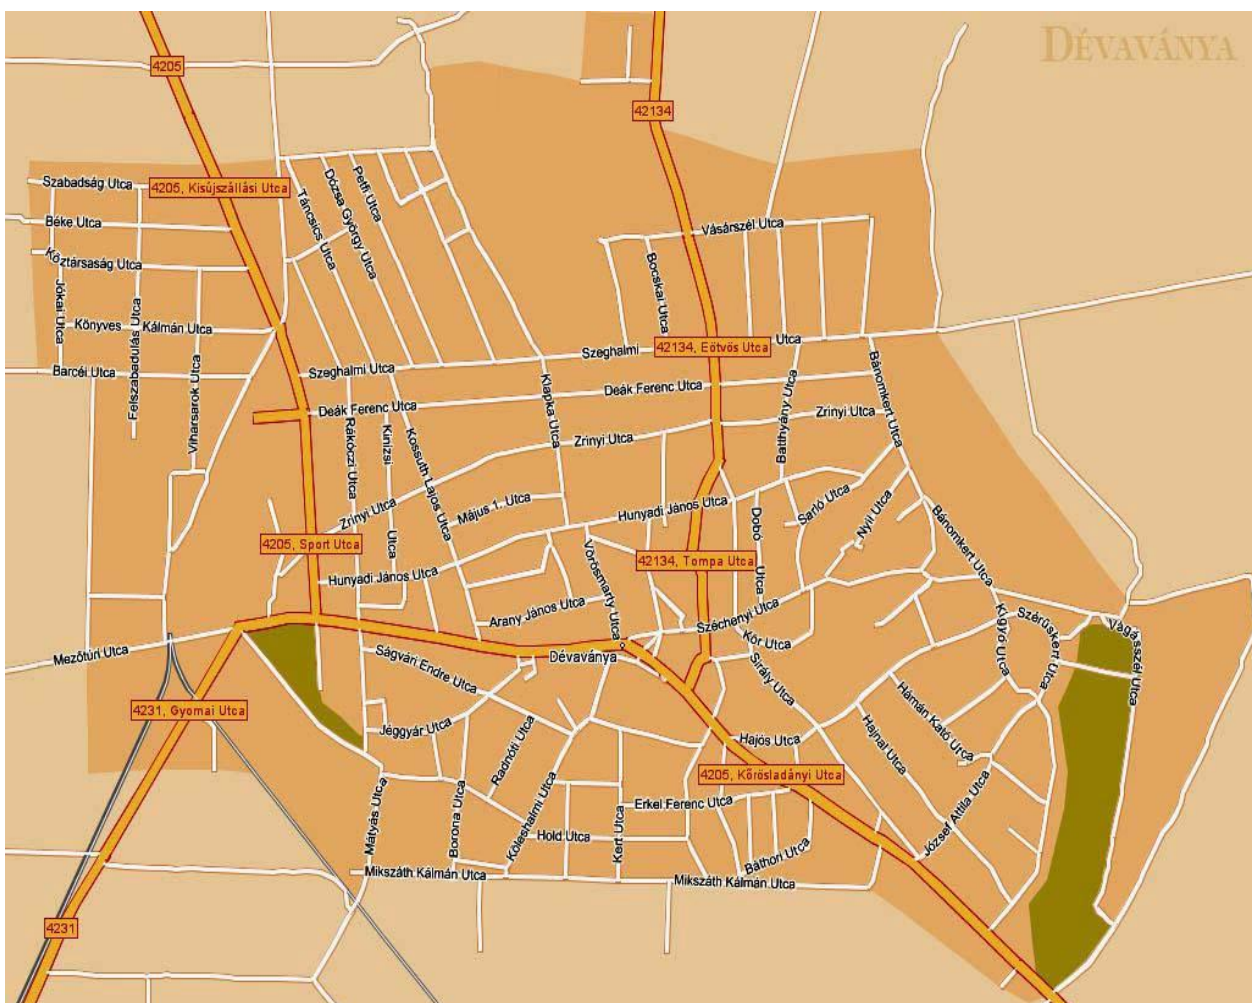 DÉVAVÁNYA
4205
42134
Szabadság Utca
4205, Kisújszállási Utca
Petfi Utca
Dózsa György Utca
Táncsics Utca
Béke Utca
Vásárszél Utca
Köztársaság Utca
Bocskai Utca
Jókai Utca
Felszabadulás Utca
Könyves Kálmán Utca
Viharsarok Utca
Szeghalmi Utca
42134, Eötvös Utca
Barcéi Utca
Szeghalmi Utca
Klapka Utca
Batthyány Utca
Bánomkert Utca
Deák Ferenc Utca
Deák Ferenc Utca
Rékóczi Utca
Kinizsi Utca
Kossuth Lajos Utca
Zrinyi Utca
Zrinyi Utca
Zrinyi Utca
Május 1. Utca
Hunyadi János Utca
Sarló Utca
Nyíl Utca
Dobó Utca
Bánomkert Utca
4205, Sport Utca
42134, Tompa Utca
Vörösmarty Utca
Hunyadi János Utca
Arany János Utca
Széchenyi Utca
Kígyó Utca
Szérűskert Utca
Vágásszél Utca
Kör Utca
Mezőtúri Utca
Ságvári Endre Utca
Dévaványa
Sirály Utca
4231, Gyomai Utca
Jéggyár Utca
Radnóti Utca
Hajós Utca
Hajnal Utca
Hámán Kató Utca
4205, Kőrösladányi Utca
Mátyás Utca
Borona Utca
Köleshalmi Utca
Erkel Ferenc Utca
Hold Utca
Kert Utca
Báthori Utca
József Attila Utca
Mikszáth Kálmán Utca
Mikszáth Kálmán Utca
4231